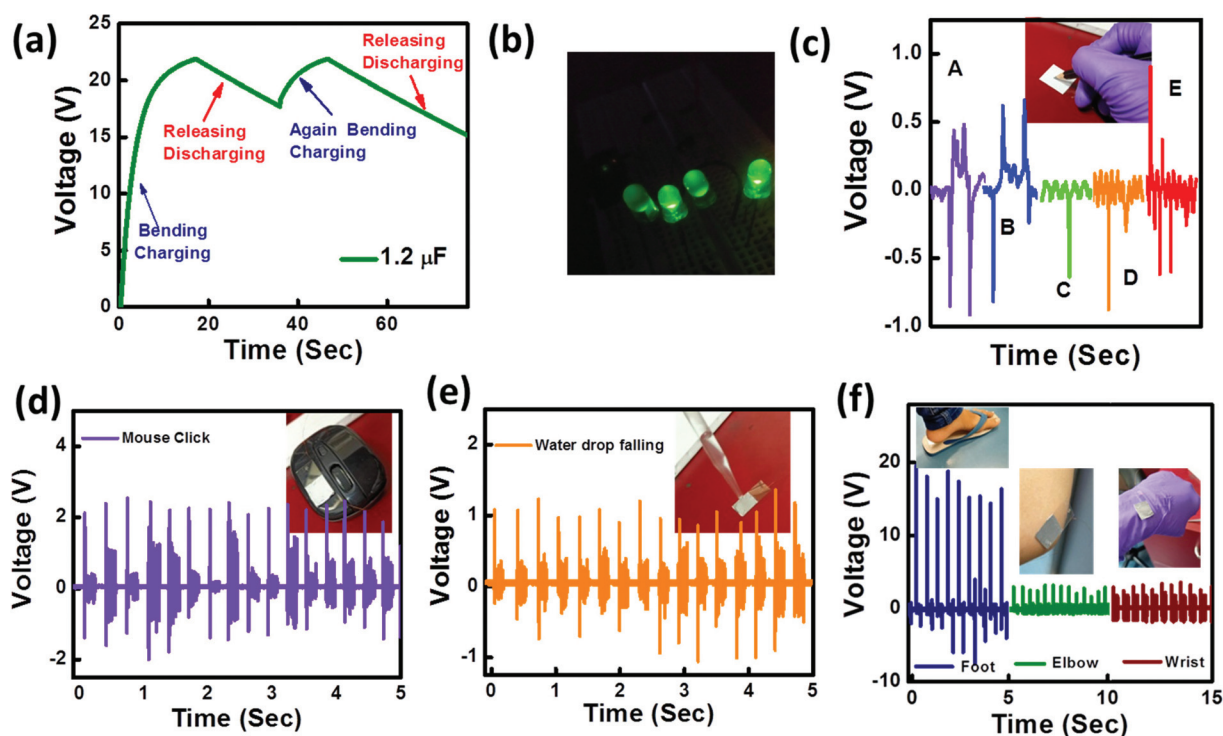 (a)
25
20
15
10
5
0
Voltage (V)
0 20 40 60
Time (Sec)
Bending
Charging
Releasing
Discharging
Again Bending
Charging
Releasing
Discharging
1.2 μF
(b)
(c)
1.0
0.5
0.0
-0.5
-1.0
Voltage (V)
A
B
C
D
E
Time (Sec)
(d)
4
2
0
-2
Voltage (V)
Mouse Click
0 1 2 3 4 5
Time (Sec)
(e)
2
1
0
-1
Voltage (V)
Water drop falling
0 1 2 3 4 5
Time (Sec)
(f)
20
10
0
-10
Voltage (V)
Foot Elbow Wrist
0 5 10 15
Time (Sec)